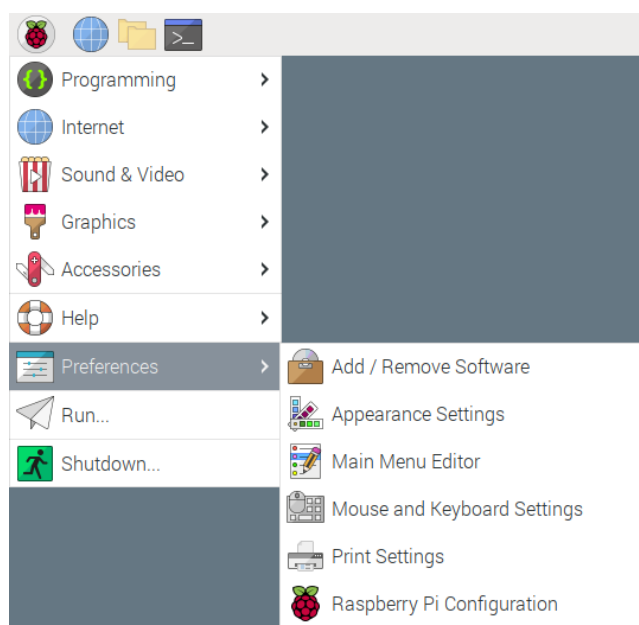 >_
Programming
Internet
Sound & Video
Graphics
Accessories
Help
Preferences
Run...
Shutdown...
Add / Remove Software
Appearance Settings
Main Menu Editor
Mouse and Keyboard Settings
Print Settings
Raspberry Pi Configuration